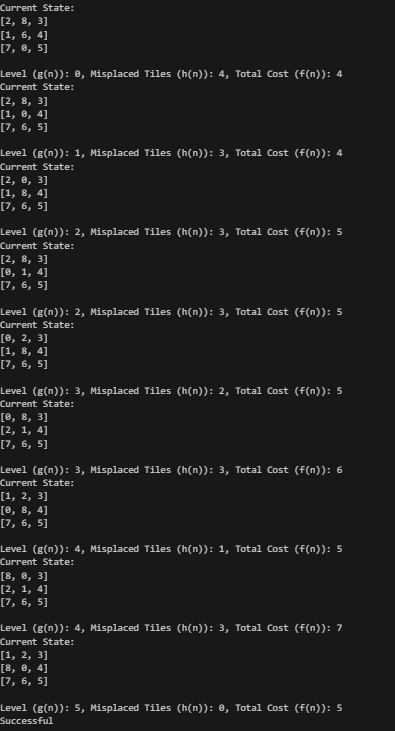 Current State:
[2, 8, 3]
[1, 6, 4]
[7, 0, 5]
Level (g(n)): 0, Misplaced Tiles (h(n)): 4, Total Cost (f(n)): 4
Current State:
[2, 8, 3]
[1, 0, 4]
[7, 6, 5]
Level (g(n)): 1, Misplaced Tiles (h(n)): 3, Total Cost (f(n)): 4
Current State:
[2, 0, 3]
[1, 8, 4]
[7, 6, 5]
Level (g(n)): 2, Misplaced Tiles (h(n)): 3, Total Cost (f(n)): 5
Current State:
[2, 8, 3]
[0, 1, 4]
[7, 6, 5]
Level (g(n)): 2, Misplaced Tiles (h(n)): 3, Total Cost (f(n)): 5
Current State:
[0, 2, 3]
[1, 8, 4]
[7, 6, 5]
Level (g(n)): 3, Misplaced Tiles (h(n)): 2, Total Cost (f(n)): 5
Current State:
[0, 8, 3]
[2, 1, 4]
[7, 6, 5]
Level (g(n)): 3, Misplaced Tiles (h(n)): 3, Total Cost (f(n)): 6
Current State:
[1, 2, 3]
[0, 8, 4]
[7, 6, 5]
Level (g(n)): 4, Misplaced Tiles (h(n)): 1, Total Cost (f(n)): 5
Current State:
[8, 0, 3]
[2, 1, 4]
[7, 6, 5]
Level (g(n)): 4, Misplaced Tiles (h(n)): 3, Total Cost (f(n)): 7
Current State:
[1, 2, 3]
[8, 0, 4]
[7, 6, 5]
Level (g(n)): 5, Misplaced Tiles (h(n)): 0, Total Cost (f(n)): 5
Successful